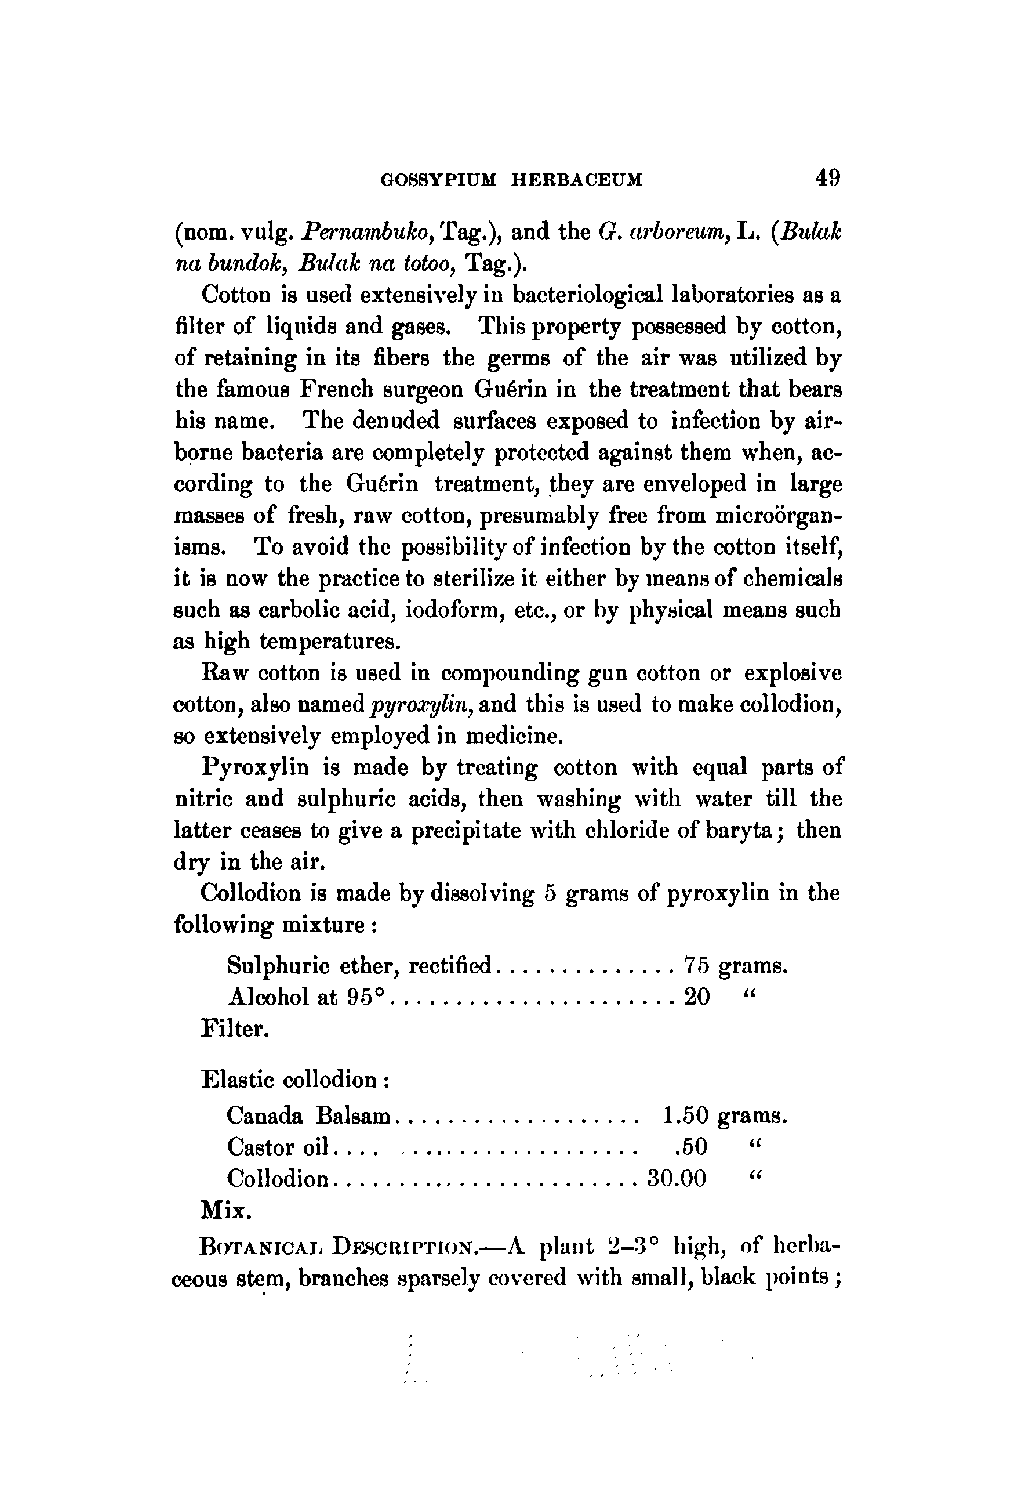 GOSSYPIUM HERBACEUM 49
(nom. vulg. Pernambuko, Tag.), and the G. arboreum, L. (Bulak
na bundok, Bulak na totoo, Tag.).
Cotton is used extensively in bacteriological laboratories as a
filter of liquids and gases. This property possessed by cotton,
of retaining in its fibers the germs of the air was utilized by
the famous French surgeon Guérin in the treatment that bears
his name. The denuded surfaces exposed to infection by air-
borne bacteria are completely protected against them when, ac-
cording to the Guérin treatment, they are enveloped in large
masses of fresh, raw cotton, presumably free from microörgan-
isms. To avoid the possibility of infection by the cotton itself,
it is now the practice to sterilize it either by means of chemicals
such as carbolic acid, iodoform, etc., or by physical means such
as high temperatures.
Raw cotton is used in compounding gun cotton or explosive
cotton, also named pyroxylin, and this is used to make collodion,
so extensively employed in medicine.
Pyroxylin is made by treating cotton with equal parts of
nitric and sulphuric acids, then washing with water till the
latter ceases to give a precipitate with chloride of baryta; then
dry in the air.
Collodion is made by dissolving 5 grams of pyroxylin in the
following mixture:
Sulphuric ether, rectified.............. 75 grams.
Alcohol at 95°...................... 20 “
Filter.
Elastic collodion:
Canada Balsam................... 1.50 grams.
Castor oil.... .................. .50 “
Collodion........................ 30.00 “
Mix.
BOTANICAL DESCRIPTION.—A plant 2–3° high, of herba-
ceous stem, branches sparsely covered with small, black points;